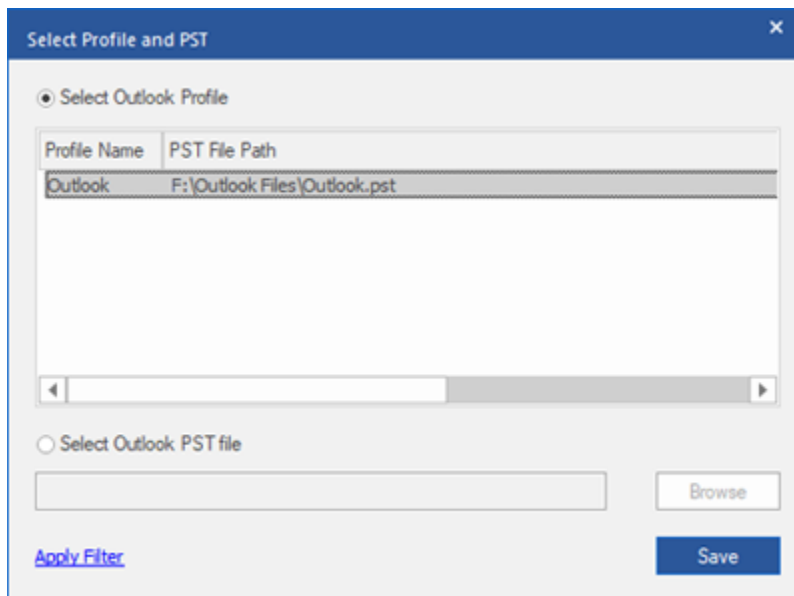 Select Profile and PST
Select Outlook Profile
Profile Name PST File Path
Outlook F:\Outlook Files\Outlook.pst
Select Outlook PST file
Browse
Apply Filter Save